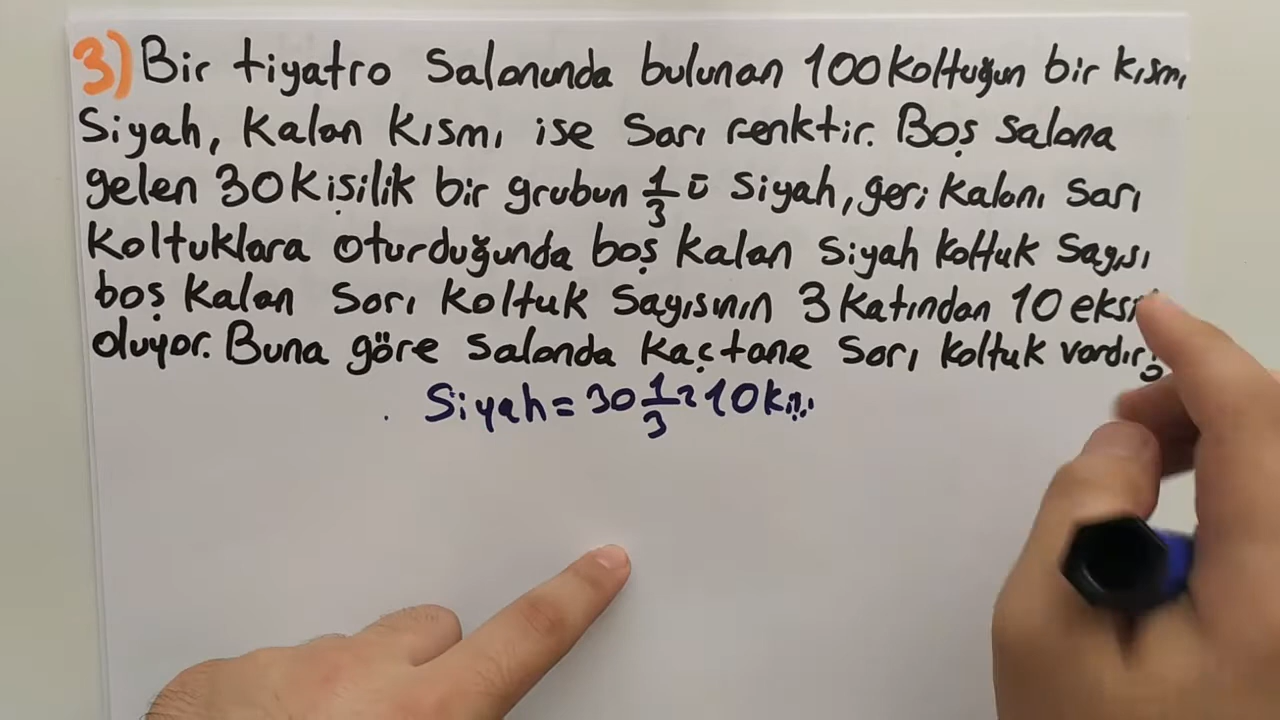 3) Bir tiyatro salonunda bulunan 100 koltuğun bir kısmı
siyah, kalan kısmı ise sarı renktir. Boş salona
gelen 30 kişilik bir grubun 1/3 ü siyah, geri kalanı sarı
koltuklara oturduğunda boş kalan siyah koltuk sayısı
boş kalan sarı koltuk sayısının 3 katından 10
oluyor. Buna göre salonda kaç tane sarı koltuk vardır?
Siyah = 30 1/3 = 10 kişi